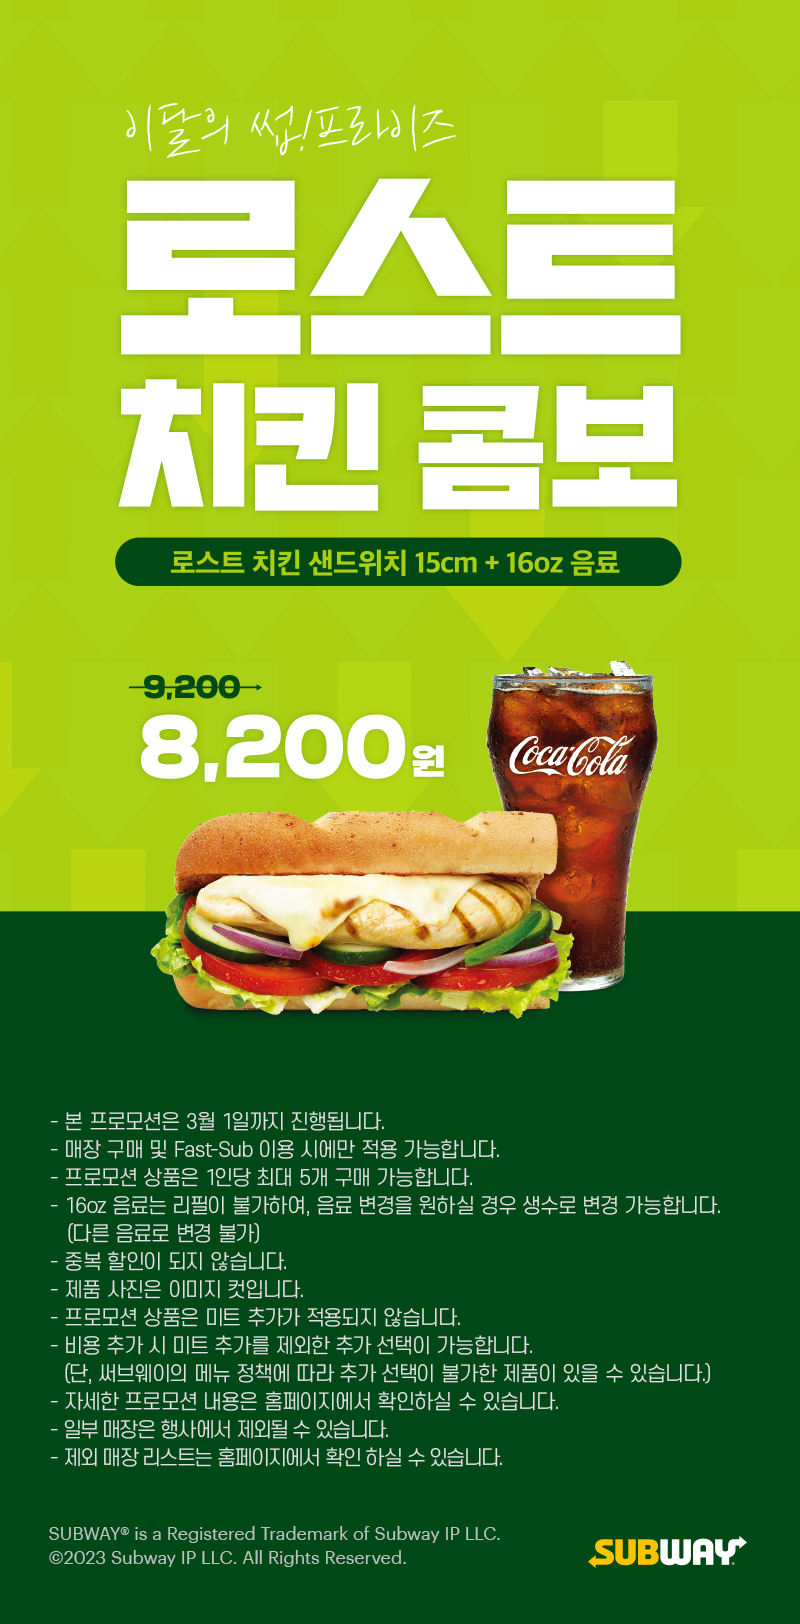 이달의 썹!프라이즈
로스트
치킨 콤보
로스트 치킨 샌드위치 15cm + 16oz 음료
9,200
8,200원
Coca-Cola
- 본 프로모션은 3월 1일까지 진행됩니다.
- 매장 구매 및 Fast-Sub 이용 시에만 적용 가능합니다.
- 프로모션 상품은 1인당 최대 5개 구매 가능합니다.
- 16oz 음료는 리필이 불가하여, 음료 변경을 원하실 경우 생수로 변경 가능합니다.
(다른 음료로 변경 불가)
- 중복 할인이 되지 않습니다.
- 제품 사진은 이미지 컷입니다.
- 프로모션 상품은 미트 추가가 적용되지 않습니다.
- 비용 추가 시 미트 추가를 제외한 추가 선택이 가능합니다.
(단, 써브웨이의 메뉴 정책에 따라 추가 선택이 불가한 제품이 있을 수 있습니다.)
- 자세한 프로모션 내용은 홈페이지에서 확인하실 수 있습니다.
- 일부 매장은 행사에서 제외될 수 있습니다.
- 제외 매장 리스트는 홈페이지에서 확인 하실 수 있습니다.
SUBWAY® is a Registered Trademark of Subway IP LLC.
©2023 Subway IP LLC. All Rights Reserved.
SUBWAY